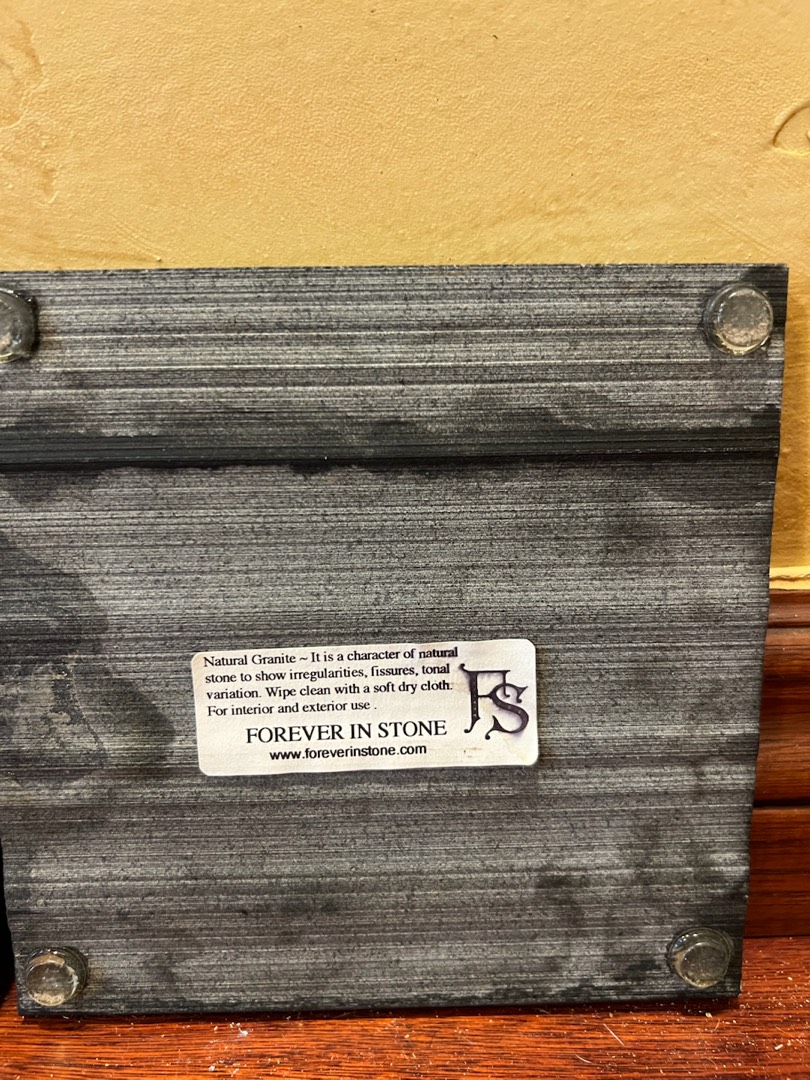 Natural Granite ~ It is a character of natural
stone to show irregularities, fissures, tonal
variation. Wipe clean with a soft dry cloth.
For interior and exterior use .
FS
FOREVER IN STONE
www.foreverinstone.com